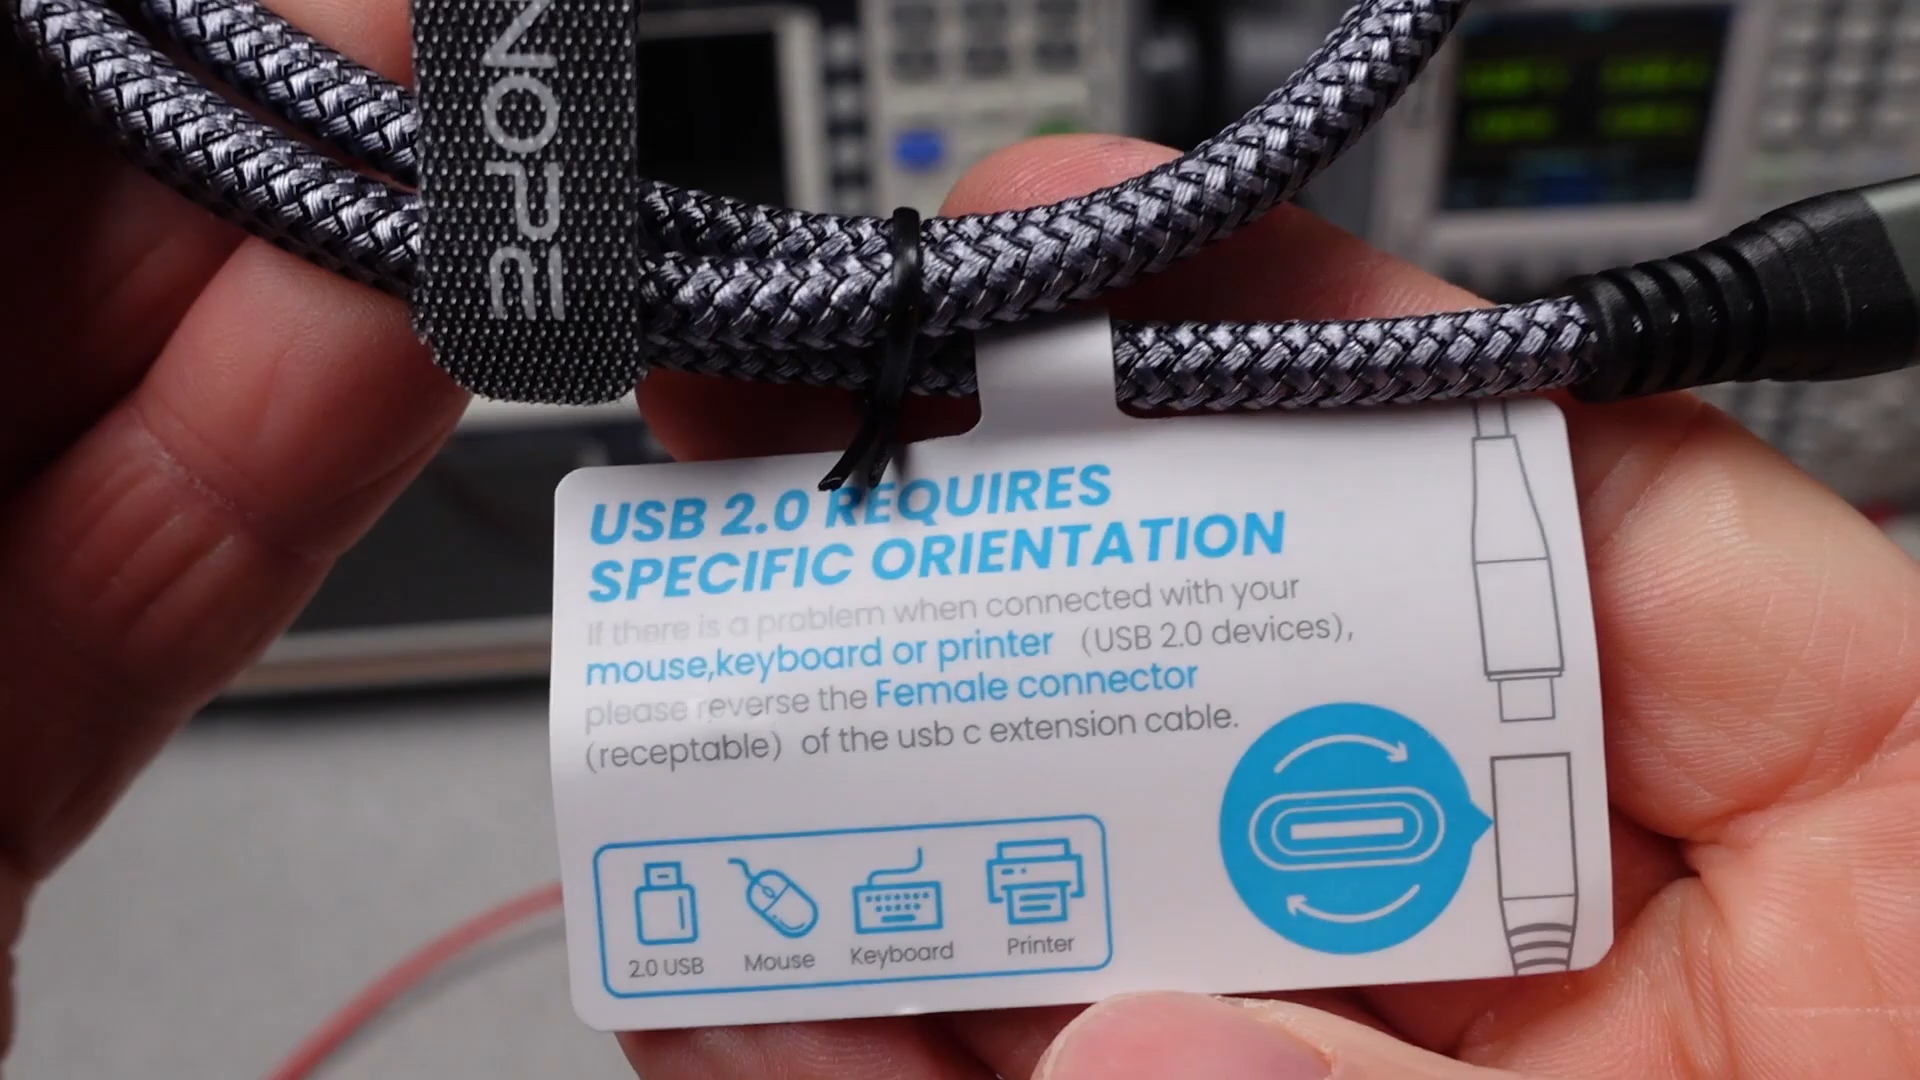 NOPE
USB 2.0 REQUIRES
SPECIFIC ORIENTATION
If there is a problem when connected with your
mouse,keyboard or printer (USB 2.0 devices),
please reverse the Female connector
(receptable) of the usb c extension cable.
2.0 USB
Mouse
Keyboard
Printer